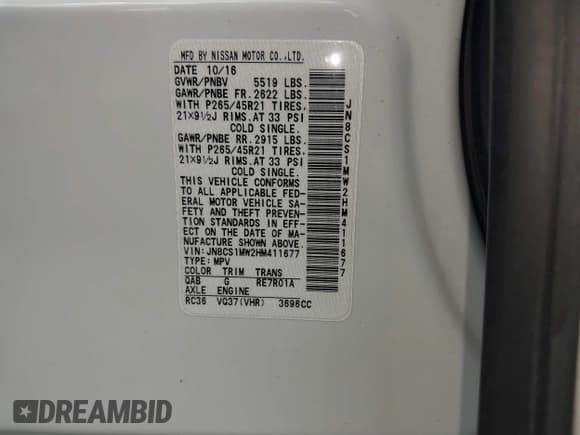 MFD BY NISSAN MOTOR CO.,LTD.
DATE 10/16
GVWR/PNBV 5519 LBS.
GAWR/PNBE FR.2622 LBS.
WITH P265/45R21 TIRES,
21×9½J RIMS.AT 33 PSI
COLD SINGLE.
GAWR/PNBE RR.2915 LBS.
WITH P265/45R21 TIRES,
21×9½J RIMS.AT 33 PSI
COLD SINGLE.
THIS VEHICLE CONFORMS
TO ALL APPLICABLE FED-
ERAL MOTOR VEHICLE SA-
FETY AND THEFT PREVEN-
TION STANDARDS IN EFF-
ECT ON THE DATE OF MA-
NUFACTURE SHOWN ABOVE.
VIN:JN8CS1MW2HM411677
TYPE:MPV
COLOR TRIM TRANS
QAB G RE7R01A
AXLE ENGINE
RC36 VQ37(VHR) 3696CC
JN8CS1MW2HM411677
DREAMBID